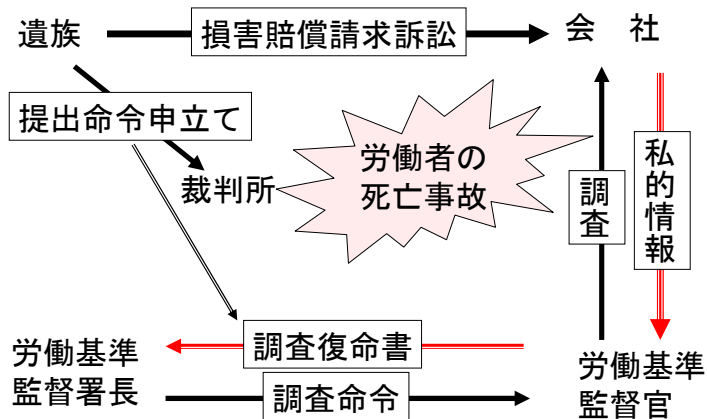 遺族
損害賠償請求訴訟
会　社
提出命令申立て
裁判所
労働者の
死亡事故
調査
私的情報
調査復命書
労働基準
監督署長
調査命令
労働基準
監督官